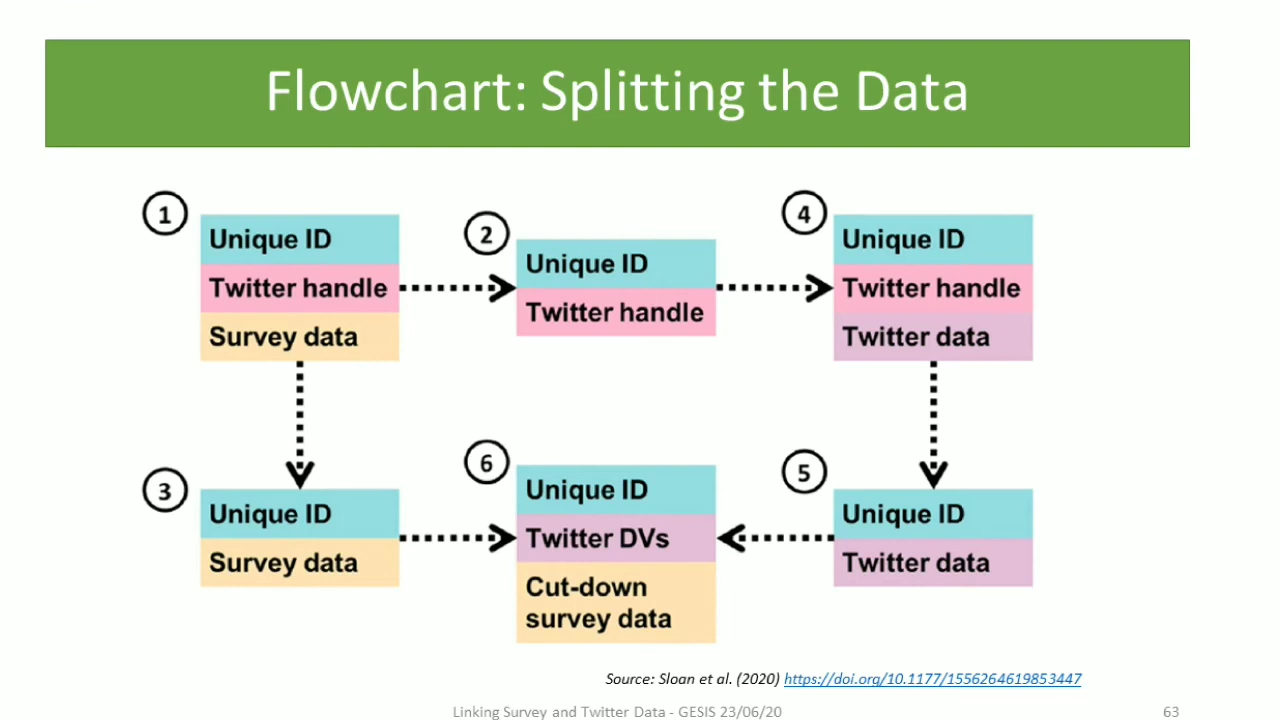 Flowchart: Splitting the Data
1
Unique ID
Twitter handle
Survey data
2
Unique ID
Twitter handle
4
Unique ID
Twitter handle
Twitter data
3
Unique ID
Survey data
6
Unique ID
Twitter DVs
Cut-down
survey data
5
Unique ID
Twitter data
Source: Sloan et al. (2020) https://doi.org/10.1177/1556264619853447
Linking Survey and Twitter Data - GESIS 23/06/20
63